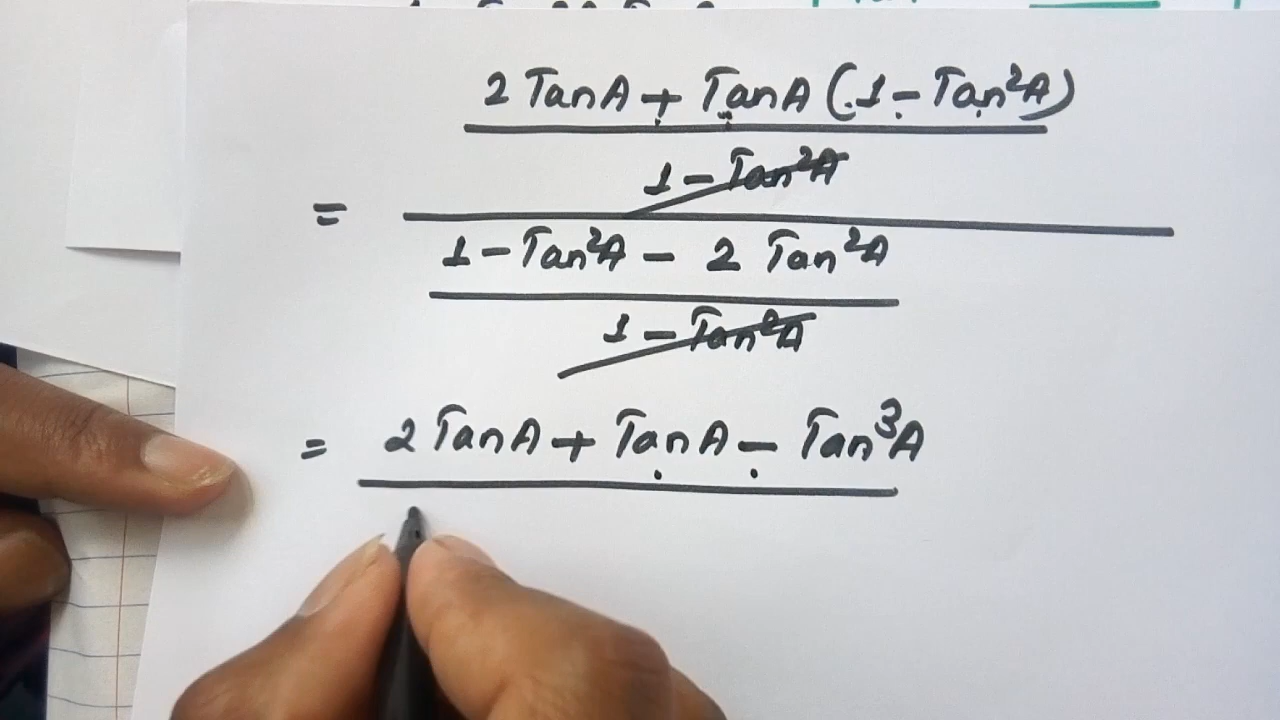 2 TanA + TanA (1 - Tan²A)
1 - Tan²A
=
1 - Tan²A - 2 Tan²A
1 - Tan²A
= 2 TanA + TanA - Tan³A